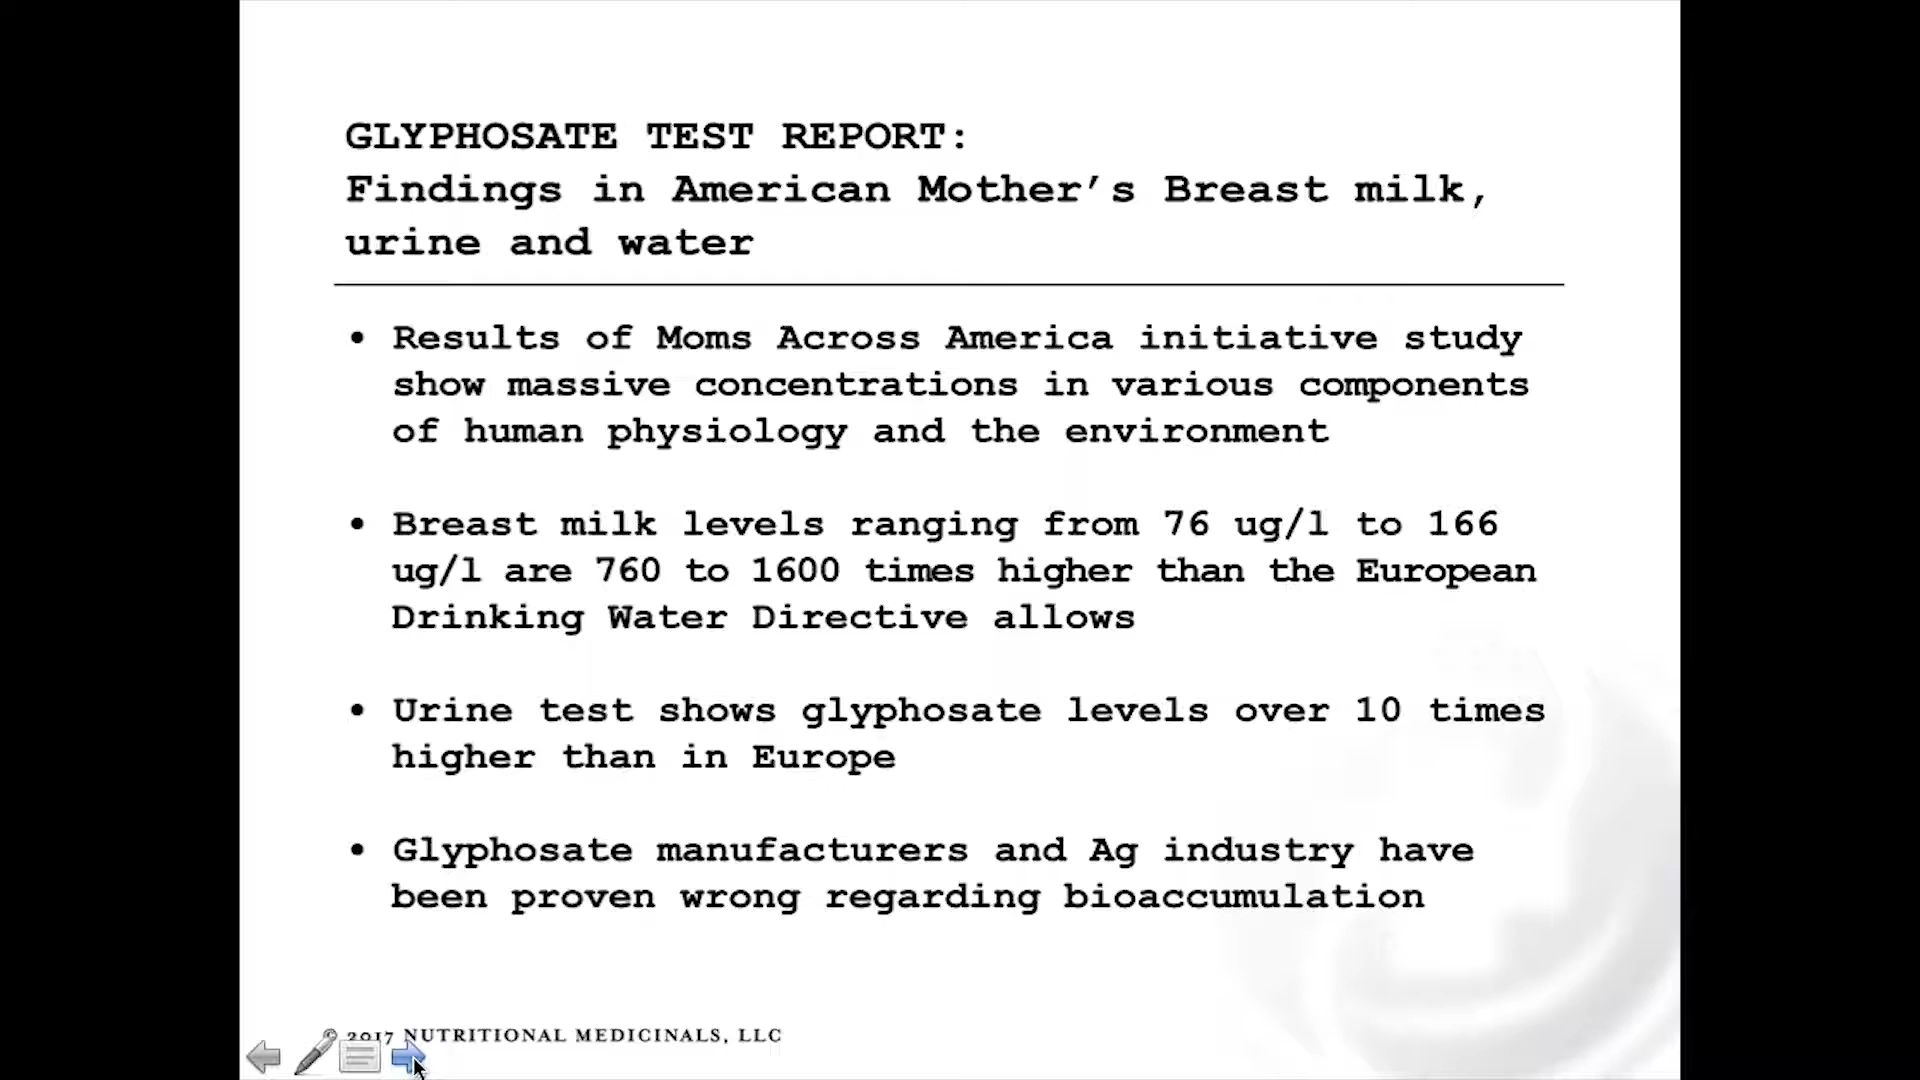 GLYPHOSATE TEST REPORT:
Findings in American Mother’s Breast milk,
urine and water
• Results of Moms Across America initiative study
show massive concentrations in various components
of human physiology and the environment
• Breast milk levels ranging from 76 ug/l to 166
ug/l are 760 to 1600 times higher than the European
Drinking Water Directive allows
• Urine test shows glyphosate levels over 10 times
higher than in Europe
• Glyphosate manufacturers and Ag industry have
been proven wrong regarding bioaccumulation
© 2017 NUTRITIONAL MEDICINALS, LLC